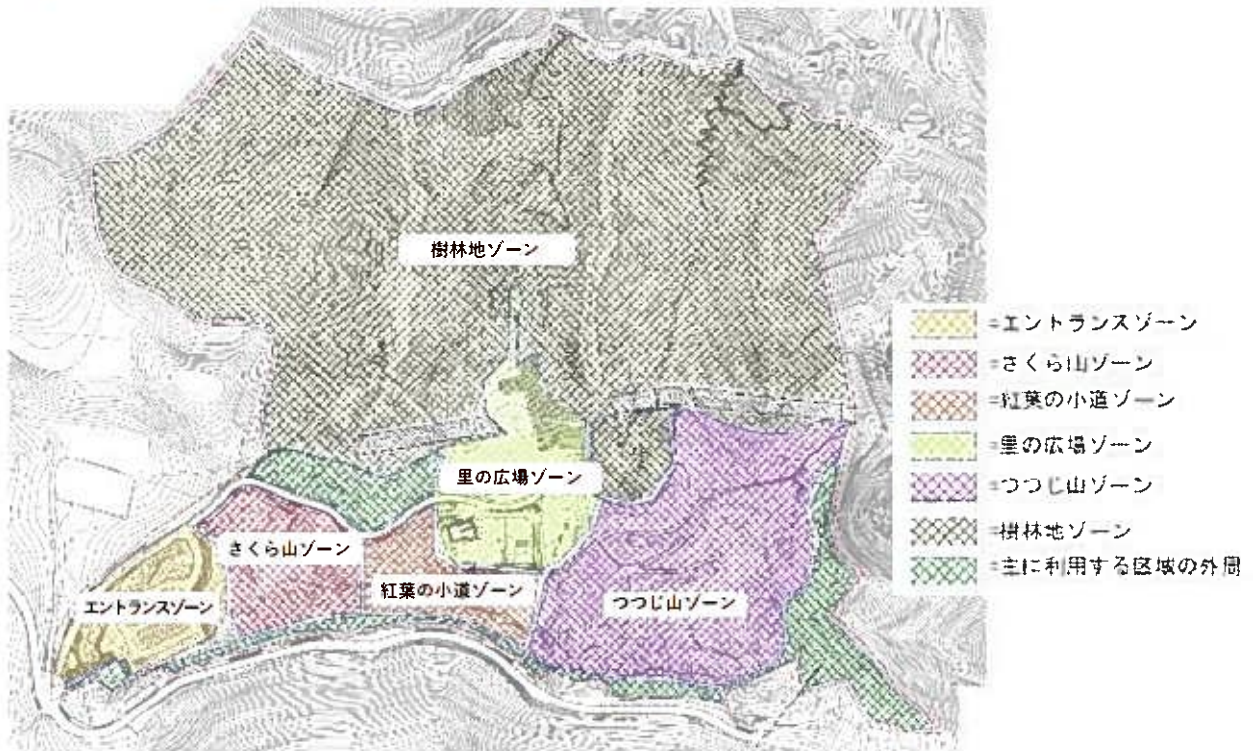 樹林地ゾーン
里の広場ゾーン
さくら山ゾーン
紅葉の小道ゾーン
エントランスゾーン
つつじ山ゾーン
=エントランスゾーン
=さくら山ゾーン
=紅葉の小道ゾーン
=里の広場ゾーン
=つつじ山ゾーン
=樹林地ゾーン
=主に利用する区域の外周